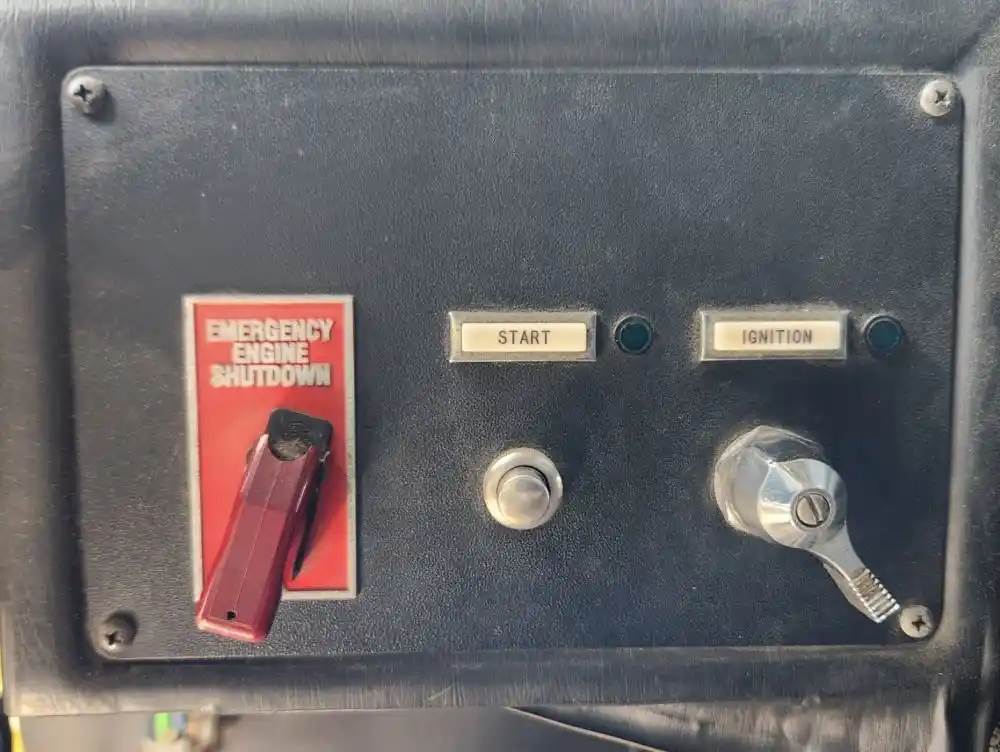 EMERGENCY
ENGINE
SHUTDOWN
START
IGNITION